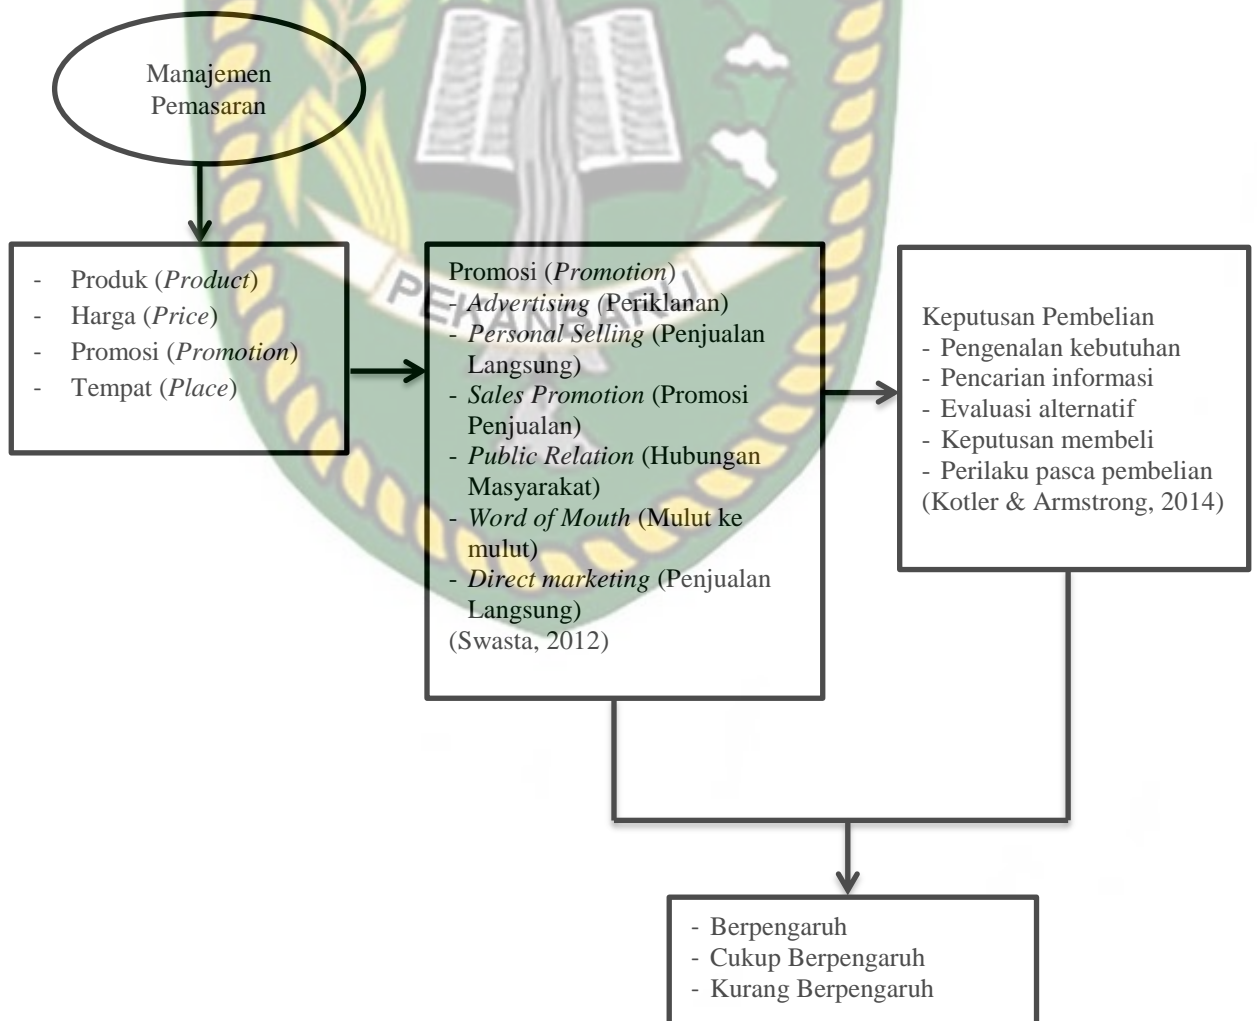 Manajemen
Pemasaran
- Produk (Product)
- Harga (Price)
- Promosi (Promotion)
- Tempat (Place)
Promosi (Promotion)
- Advertising (Periklanan)
- Personal Selling (Penjualan
Langsung)
- Sales Promotion (Promosi
Penjualan)
- Public Relation (Hubungan
Masyarakat)
- Word of Mouth (Mulut ke
mulut)
- Direct marketing (Penjualan
Langsung)
(Swasta, 2012)
PEKANBARU
Keputusan Pembelian
- Pengenalan kebutuhan
- Pencarian informasi
- Evaluasi alternatif
- Keputusan membeli
- Perilaku pasca pembelian
(Kotler & Armstrong, 2014)
- Berpengaruh
- Cukup Berpengaruh
- Kurang Berpengaruh